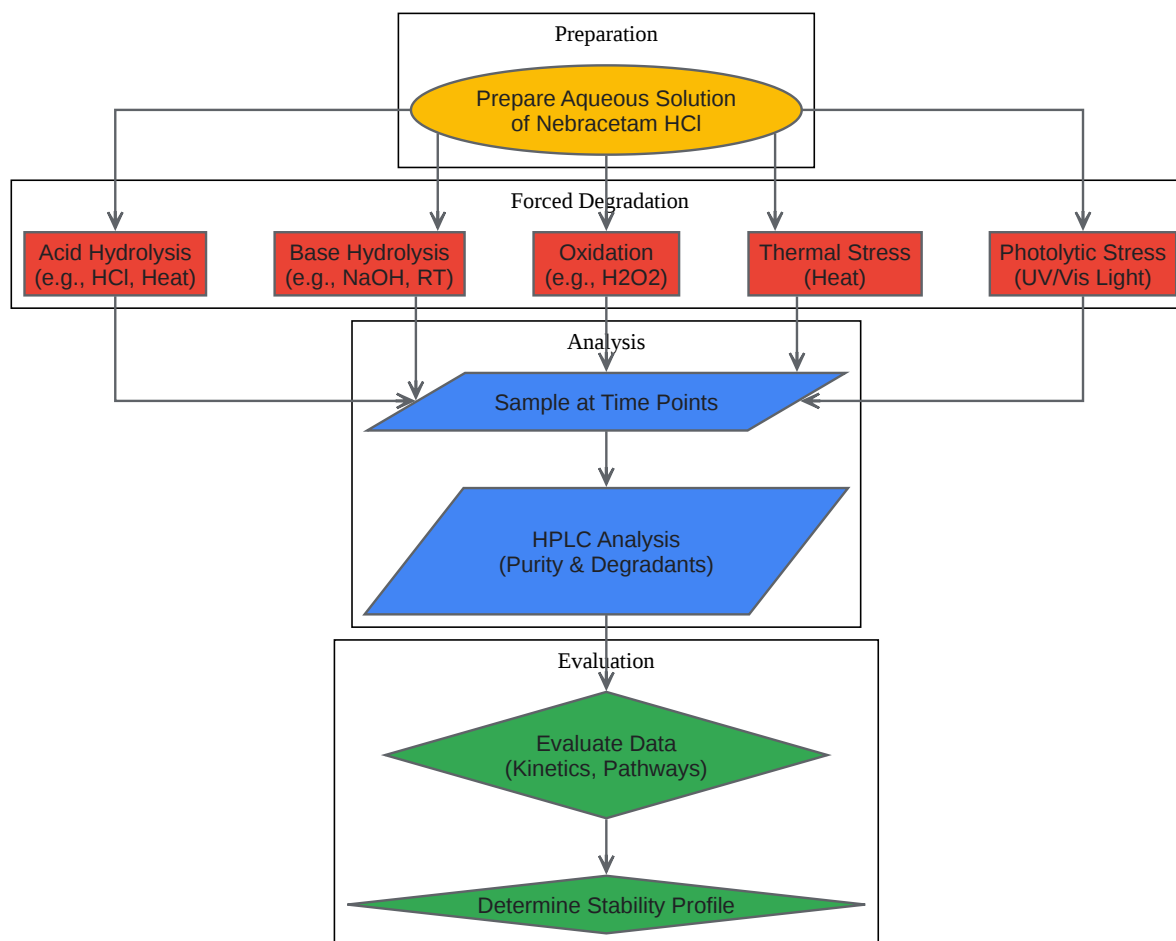 Preparation
Prepare Aqueous Solution
of Nebracetam HCl
Forced Degradation
Acid Hydrolysis
(e.g., HCl, Heat)
Base Hydrolysis
(e.g., NaOH, RT)
Oxidation
(e.g., H2O2)
Thermal Stress
(Heat)
Photolytic Stress
(UV/Vis Light)
Analysis
Sample at Time Points
HPLC Analysis
(Purity & Degradants)
Evaluation
Evaluate Data
(Kinetics, Pathways)
Determine Stability Profile